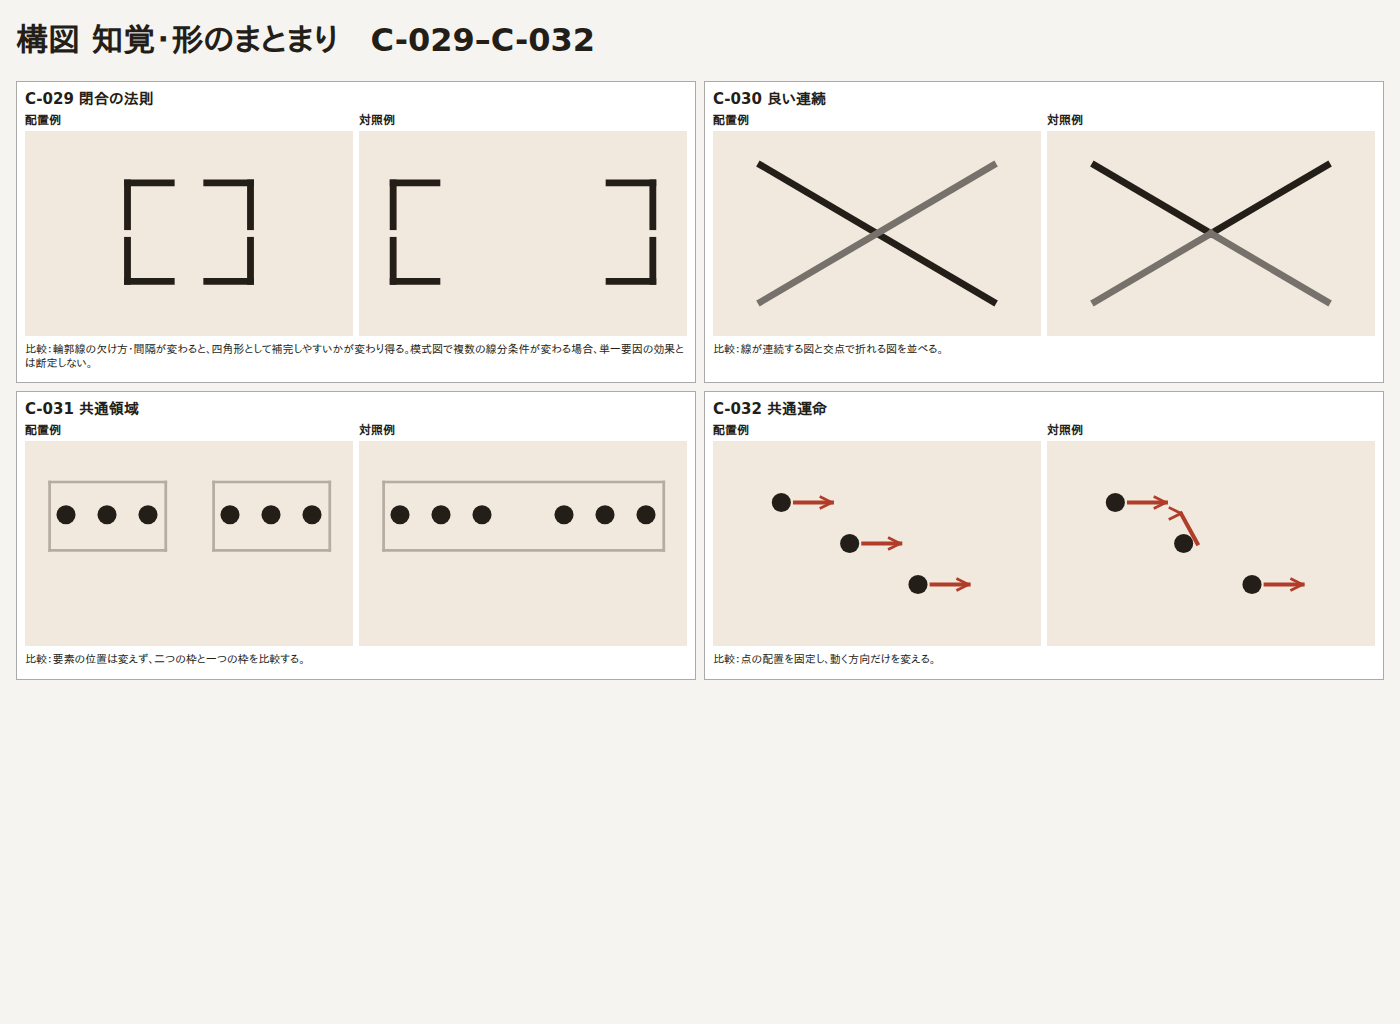 構図 知覚・形のまとまり　C-029–C-032
C-029 閉合の法則
配置例
対照例
比較：輪郭線の欠け方・間隔が変わると、四角形として補完しやすいかが変わり得る。模式図で複数の線分条件が変わる場合、単一要因の効果と
は断定しない。
C-030 良い連続
配置例
対照例
比較：線が連続する図と交点で折れる図を並べる。
C-031 共通領域
配置例
対照例
比較：要素の位置は変えず、二つの枠と一つの枠を比較する。
C-032 共通運命
配置例
対照例
比較：点の配置を固定し、動く方向だけを変える。